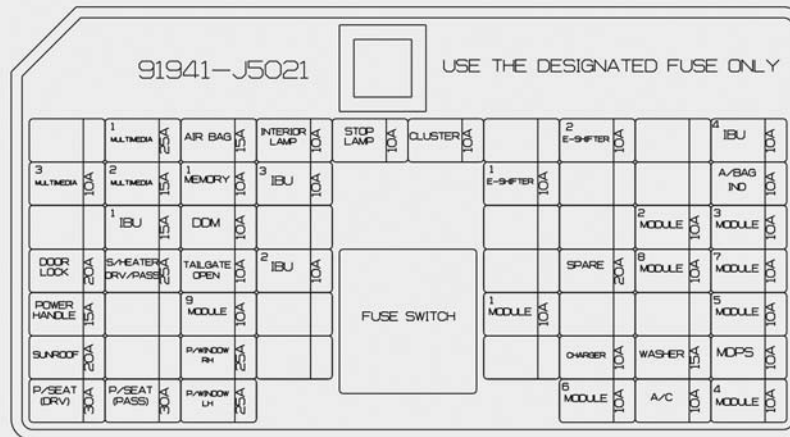 91941-J5021
USE THE DESIGNATED FUSE ONLY
1 MULTIMEDIA 25A
AIR BAG 15A
INTERIOR LAMP 10A
STOP LAMP 10A
CLUSTER 10A
2 E-SHIFTER 10A
4 IBU 10A
3 MULTIMEDIA 10A
2 MULTIMEDIA 15A
1 MEMORY 10A
3 IBU 10A
1 E-SHIFTER 10A
A/BAG IND 10A
1 IBU 15A
DDM 10A
2 MODULE 10A
3 MODULE 10A
DOOR LOCK 20A
S/HEATER DRV/PASS 25A
TAILGATE OPEN 10A
2 IBU 10A
SPARE 20A
8 MODULE 10A
7 MODULE 10A
POWER HANDLE 15A
9 MODULE 10A
FUSE SWITCH
1 MODULE 10A
5 MODULE 10A
SUNROOF 20A
P/WINDOW RH 25A
CHARGER 10A
WASHER 15A
MDPS 10A
P/SEAT (DRV) 30A
P/SEAT (PASS) 30A
P/WINDOW LH 25A
6 MODULE 10A
A/C 10A
4 MODULE 10A